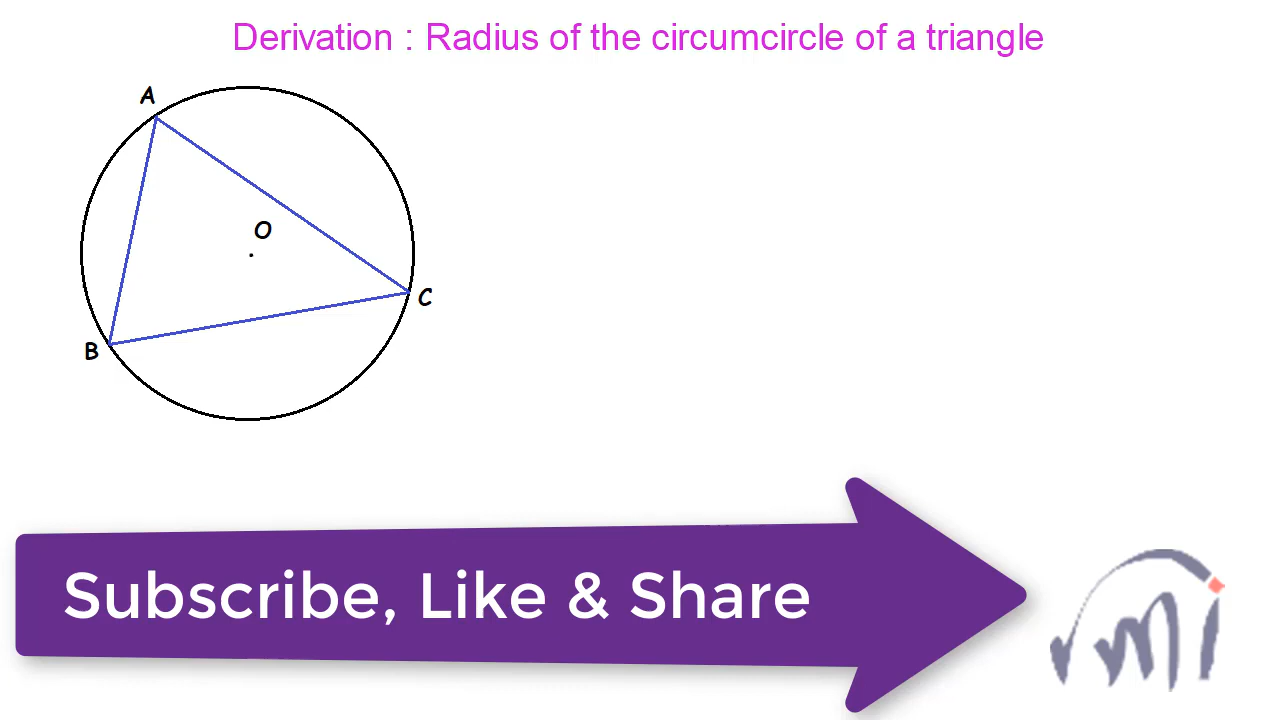 Derivation : Radius of the circumcircle of a triangle
A
O
C
B
Subscribe, Like & Share